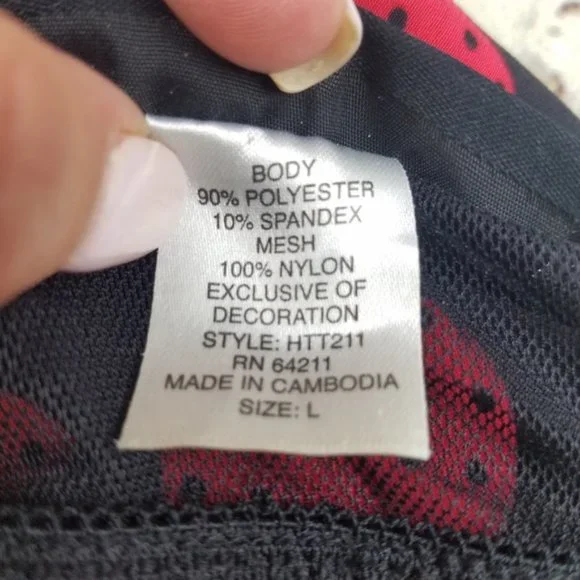 BODY
90% POLYESTER
10% SPANDEX
MESH
100% NYLON
EXCLUSIVE OF
DECORATION
STYLE: HTT211
RN 64211
MADE IN CAMBODIA
SIZE: L